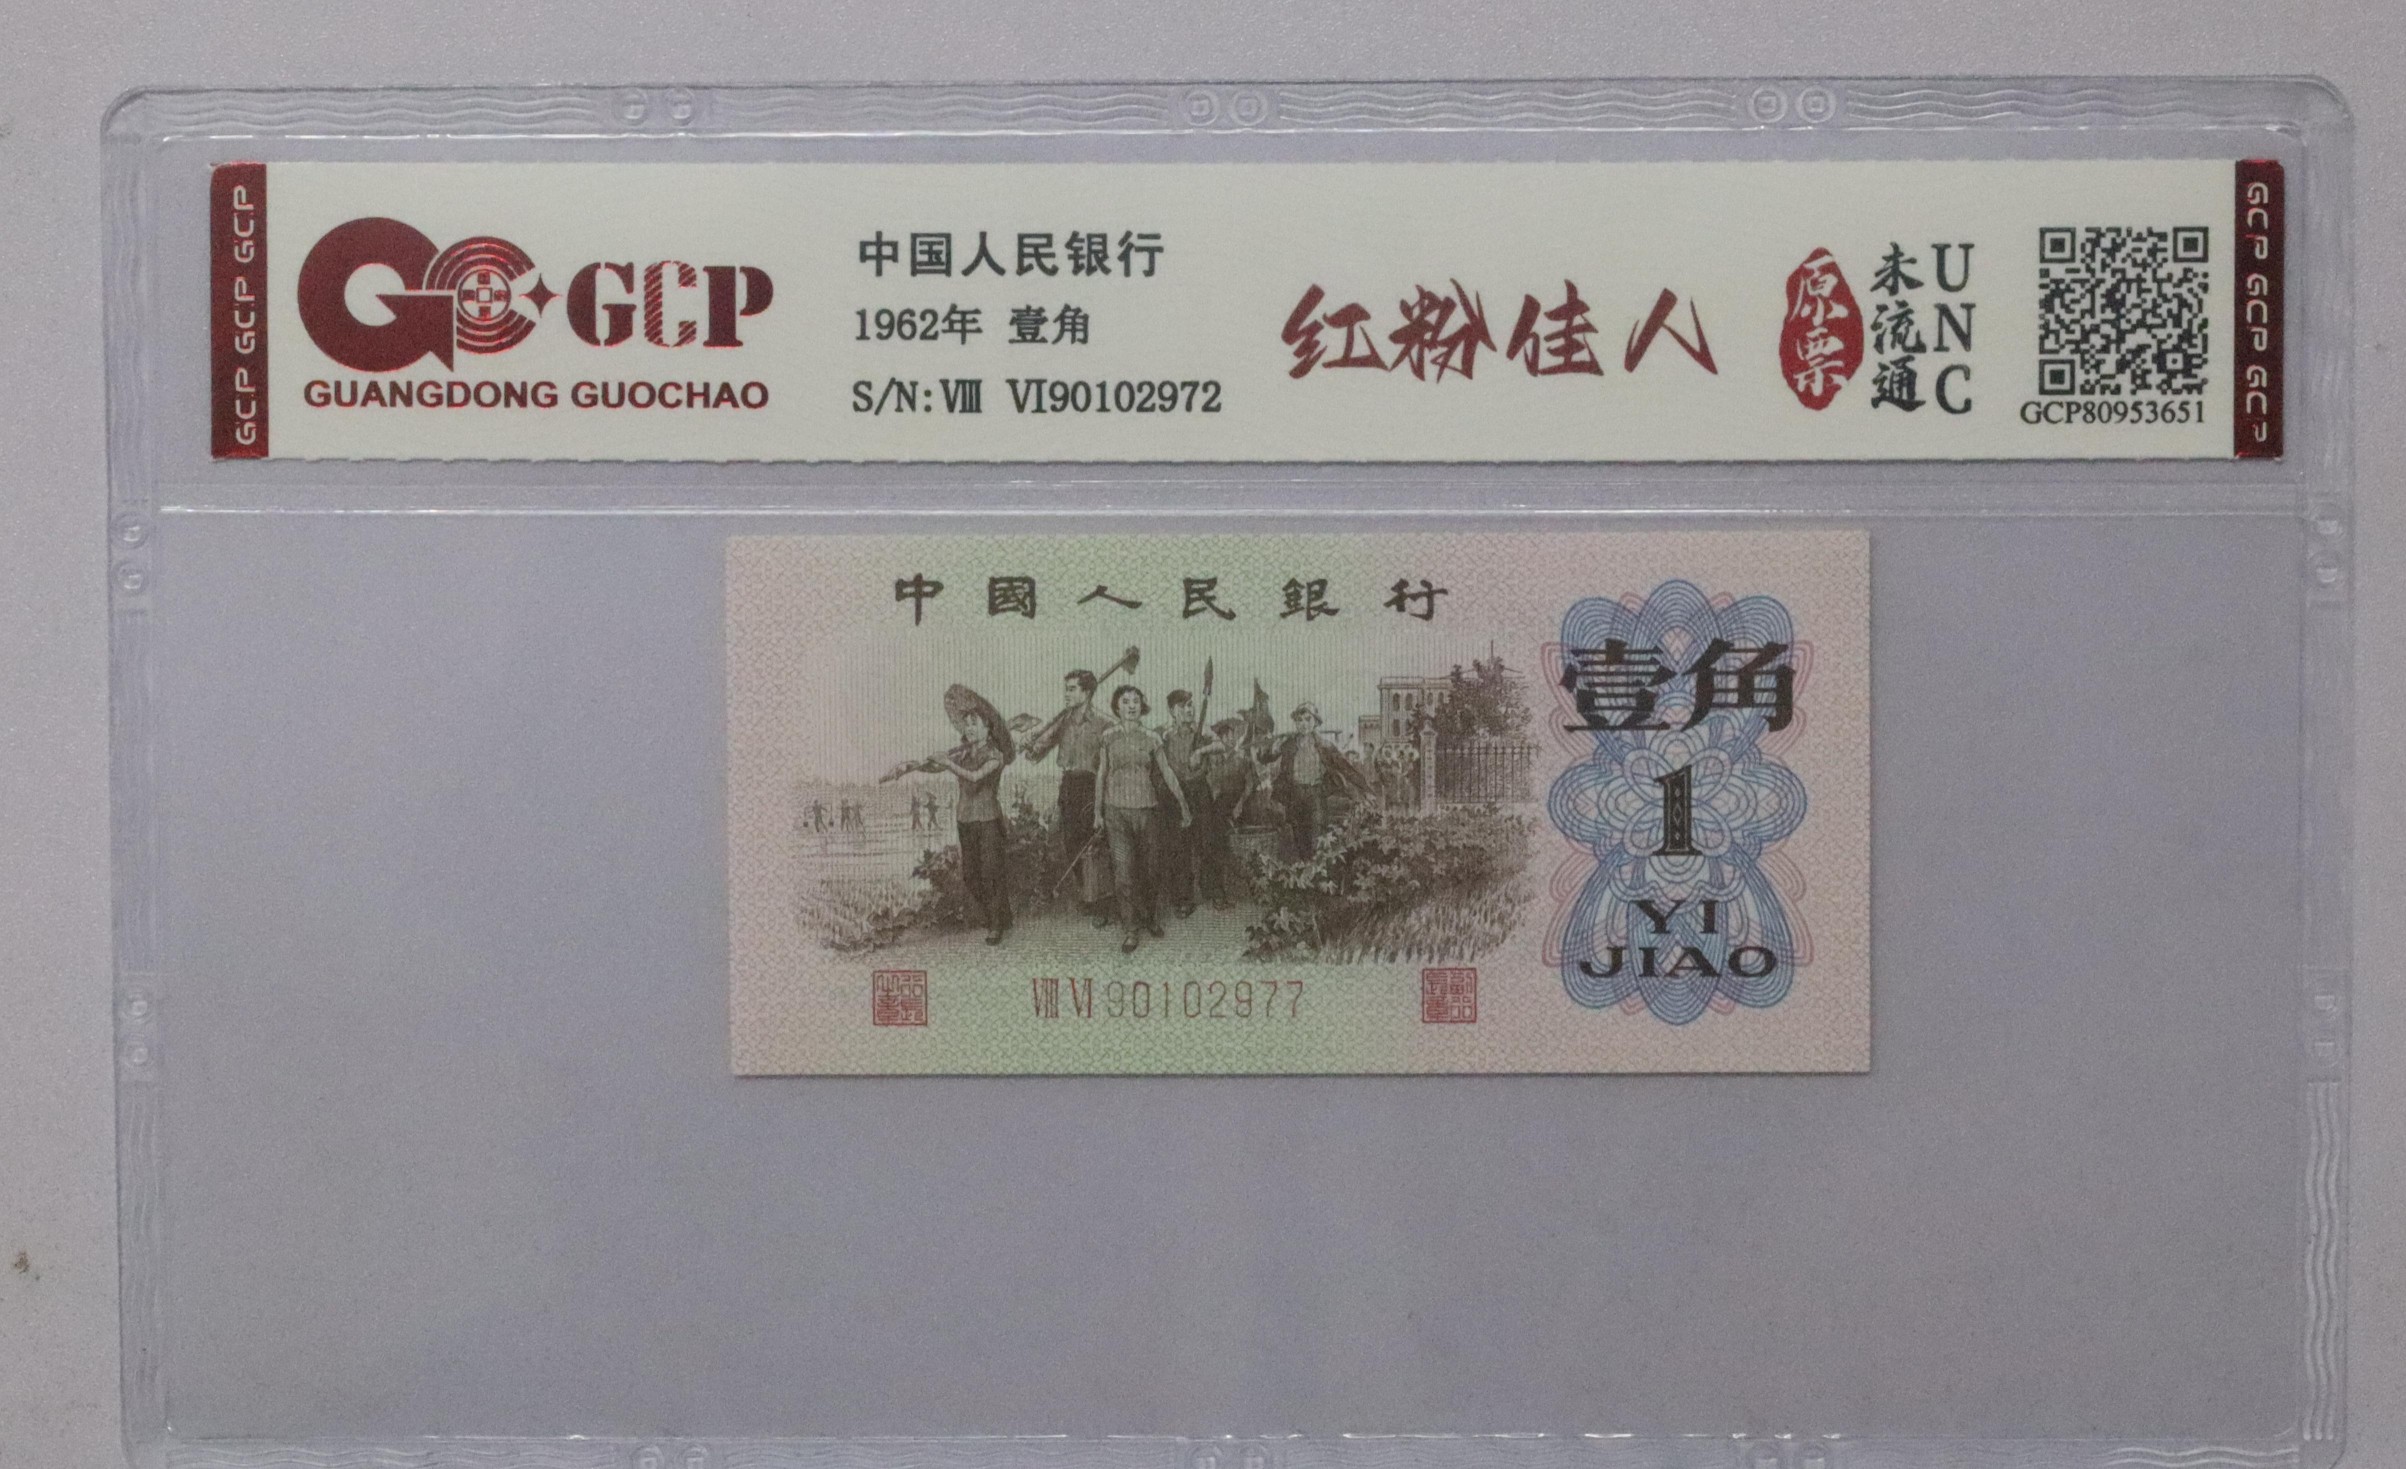 GCP GCP GCP
GCP
GUANGDONG GUOCHAO
中国人民银行
1962年 壹角
S/N: Ⅷ Ⅵ90102972
红粉佳人
原票
未流通
UNC
GCP80953651
GCP GCP GCP
中國人民銀行
壹角
1
YI
JIAO
Ⅷ Ⅵ 90102977